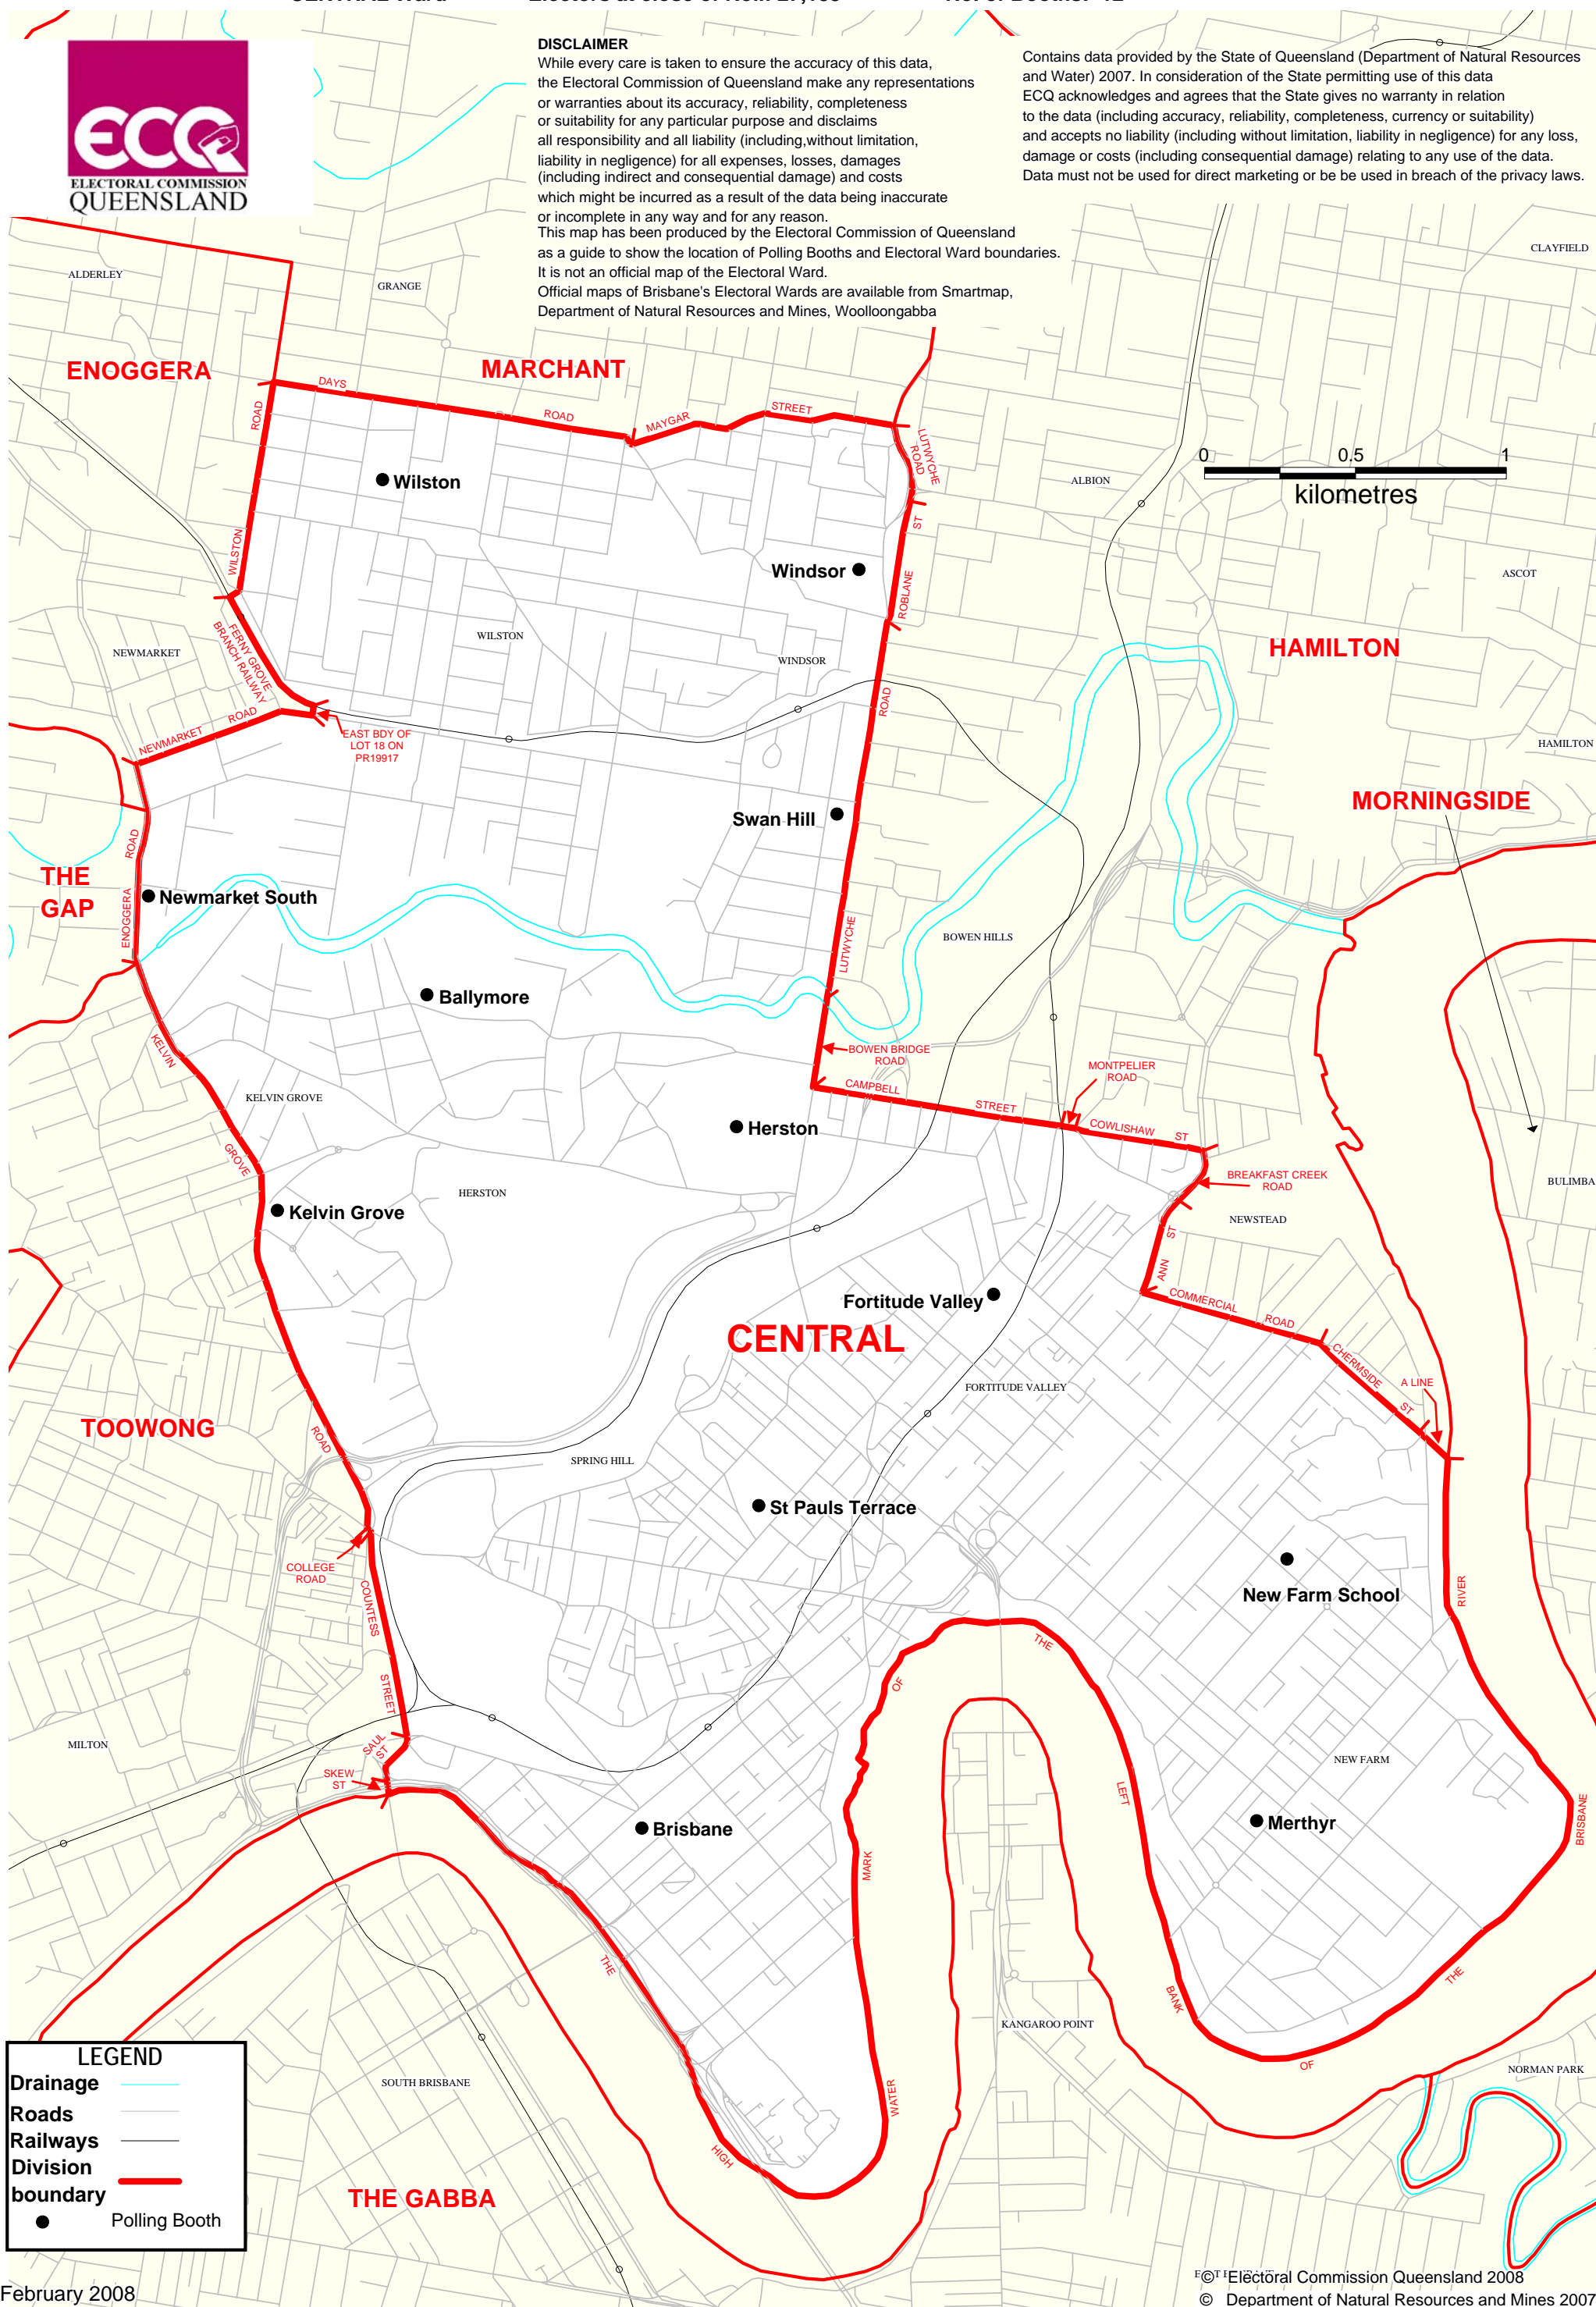 DISCLAIMER
While every care is taken to ensure the accuracy of this data,
the Electoral Commission of Queensland make any representations
or warranties about its accuracy, reliability, completeness
or suitability for any particular purpose and disclaims
all responsibility and all liability (including,without limitation,
liability in negligence) for all expenses, losses, damages
(including indirect and consequential damage) and costs
which might be incurred as a result of the data being inaccurate
or incomplete in any way and for any reason.
This map has been produced by the Electoral Commission of Queensland
as a guide to show the location of Polling Booths and Electoral Ward boundaries.
It is not an official map of the Electoral Ward.
Official maps of Brisbane's Electoral Wards are available from Smartmap,
Department of Natural Resources and Mines, Woolloongabba
Contains data provided by the State of Queensland (Department of Natural Resources
and Water) 2007. In consideration of the State permitting use of this data
ECQ acknowledges and agrees that the State gives no warranty in relation
to the data (including accuracy, reliability, completeness, currency or suitability)
and accepts no liability (including without limitation, liability in negligence) for any loss,
damage or costs (including consequential damage) relating to any use of the data.
Data must not be used for direct marketing or be be used in breach of the privacy laws.
ECQ
ELECTORAL COMMISSION
QUEENSLAND
CLAYFIELD
ALDERLEY
GRANGE
ENOGGERA
MARCHANT
DAYS
ROAD
MAYGAR
STREET
ROAD
WILSTON
LUTWYCHE
ROAD
ST
ROBLANE
0 0.5 1
kilometres
ALBION
Wilston
Windsor
ASCOT
WILSTON
WINDSOR
HAMILTON
NEWMARKET
FERNY GROVE
BRANCH RAILWAY
NEWMARKET
ROAD
EAST BDY OF
LOT 18 ON
PR19917
ROAD
HAMILTON
MORNINGSIDE
Swan Hill
ROAD
ENOGGERA
THE
GAP
Newmarket South
LUTWYCHE
BOWEN HILLS
Ballymore
KELVIN
BOWEN BRIDGE
ROAD
MONTPELIER
ROAD
CAMPBELL
STREET
COWLISHAW
ST
KELVIN GROVE
Herston
GROVE
BREAKFAST CREEK
ROAD
BULIMBA
HERSTON
Kelvin Grove
NEWSTEAD
ST
ANN
Fortitude Valley
COMMERCIAL
ROAD
CENTRAL
CHERMSIDE
ST
A LINE
FORTITUDE VALLEY
TOOWONG
ROAD
SPRING HILL
St Pauls Terrace
COLLEGE
ROAD
COUNTESS
STREET
New Farm School
RIVER
THE
OF
MILTON
SAUL
ST
SKEW
ST
NEW FARM
LEFT
Brisbane
Merthyr
BRISBANE
MARK
THE
THE
BANK
KANGAROO POINT
OF
NORMAN PARK
SOUTH BRISBANE
WATER
HIGH
THE GABBA
LEGEND
Drainage
Roads
Railways
Division
boundary
Polling Booth
February 2008
© Electoral Commission Queensland 2008
© Department of Natural Resources and Mines 2007